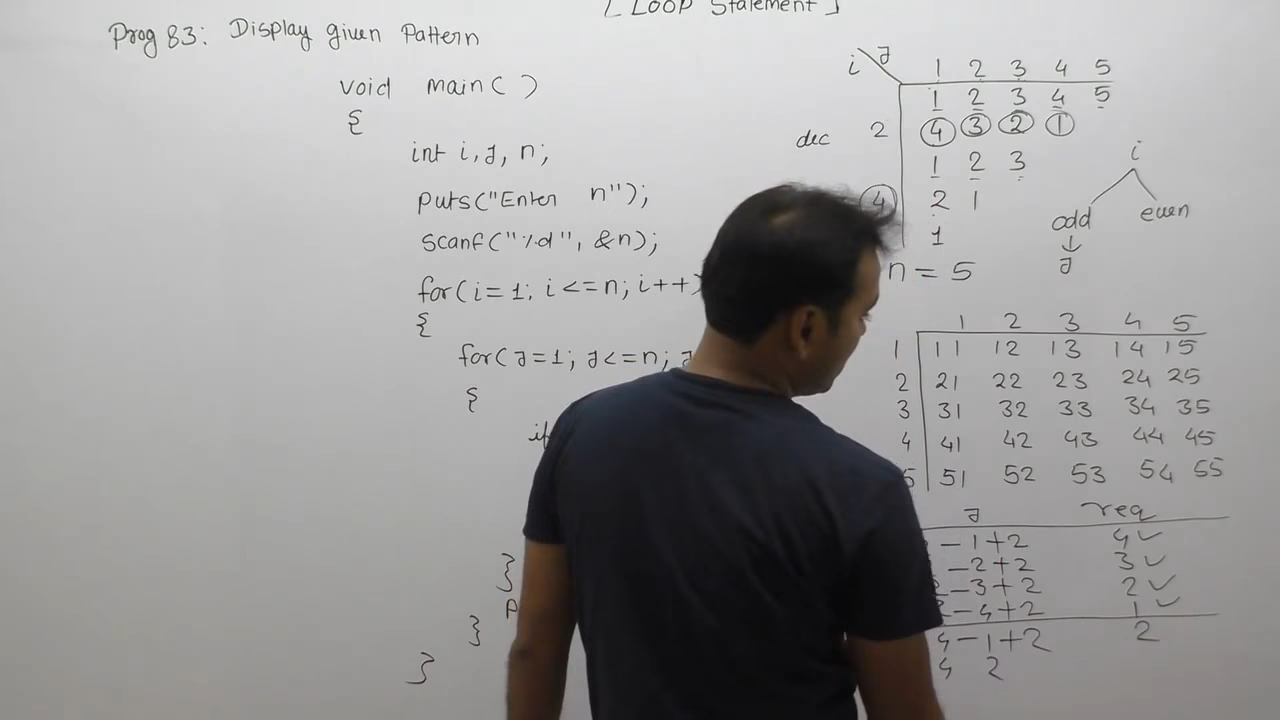 [ Loop Statement ]
Prog 83: Display given Pattern
void main( )
{
int i, j, n;
puts("Enter n");
scanf("%d", &n);
for(i=1; i<=n; i++)
{
for(j=1; j<=n; j
{
if
}
}
}
i j 1 2 3 4 5
1 2 3 4 5
dec 2 4 3 2 1
1 2 3
4 2 1
1
n = 5
i
odd even
↓
j
1 2 3 4 5
1 11 12 13 14 15
2 21 22 23 24 25
3 31 32 33 34 35
4 41 42 43 44 45
5 51 52 53 54 55
j req
-1+2 4 ✓
-2+2 3 ✓
-3+2 2 ✓
-4+2 1 ✓
4-1+2 2
4 2